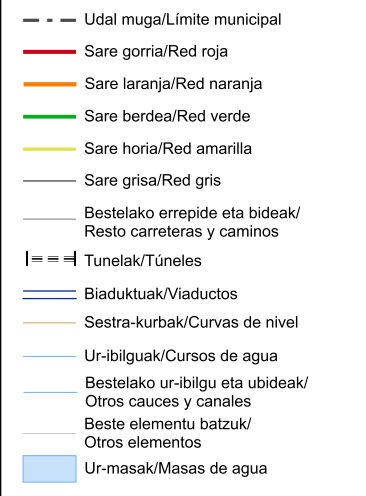 Udal muga/Límite municipal
Sare gorria/Red roja
Sare laranja/Red naranja
Sare berdea/Red verde
Sare horia/Red amarilla
Sare grisa/Red gris
Bestelako errepide eta bideak/
Resto carreteras y caminos
Tunelak/Túneles
Biaduktuak/Viaductos
Sestra-kurbak/Curvas de nivel
Ur-ibilguak/Cursos de agua
Bestelako ur-ibilgu eta ubideak/
Otros cauces y canales
Beste elementu batzuk/
Otros elementos
Ur-masak/Masas de agua